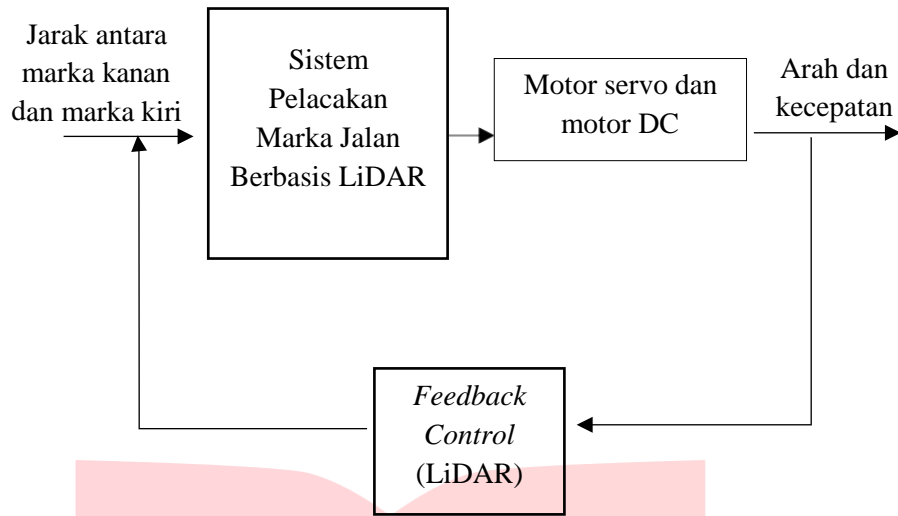 Jarak antara
marka kanan
dan marka kiri
Sistem
Pelacakan
Marka Jalan
Berbasis LiDAR
Motor servo dan
motor DC
Arah dan
kecepatan
Feedback
Control
(LiDAR)